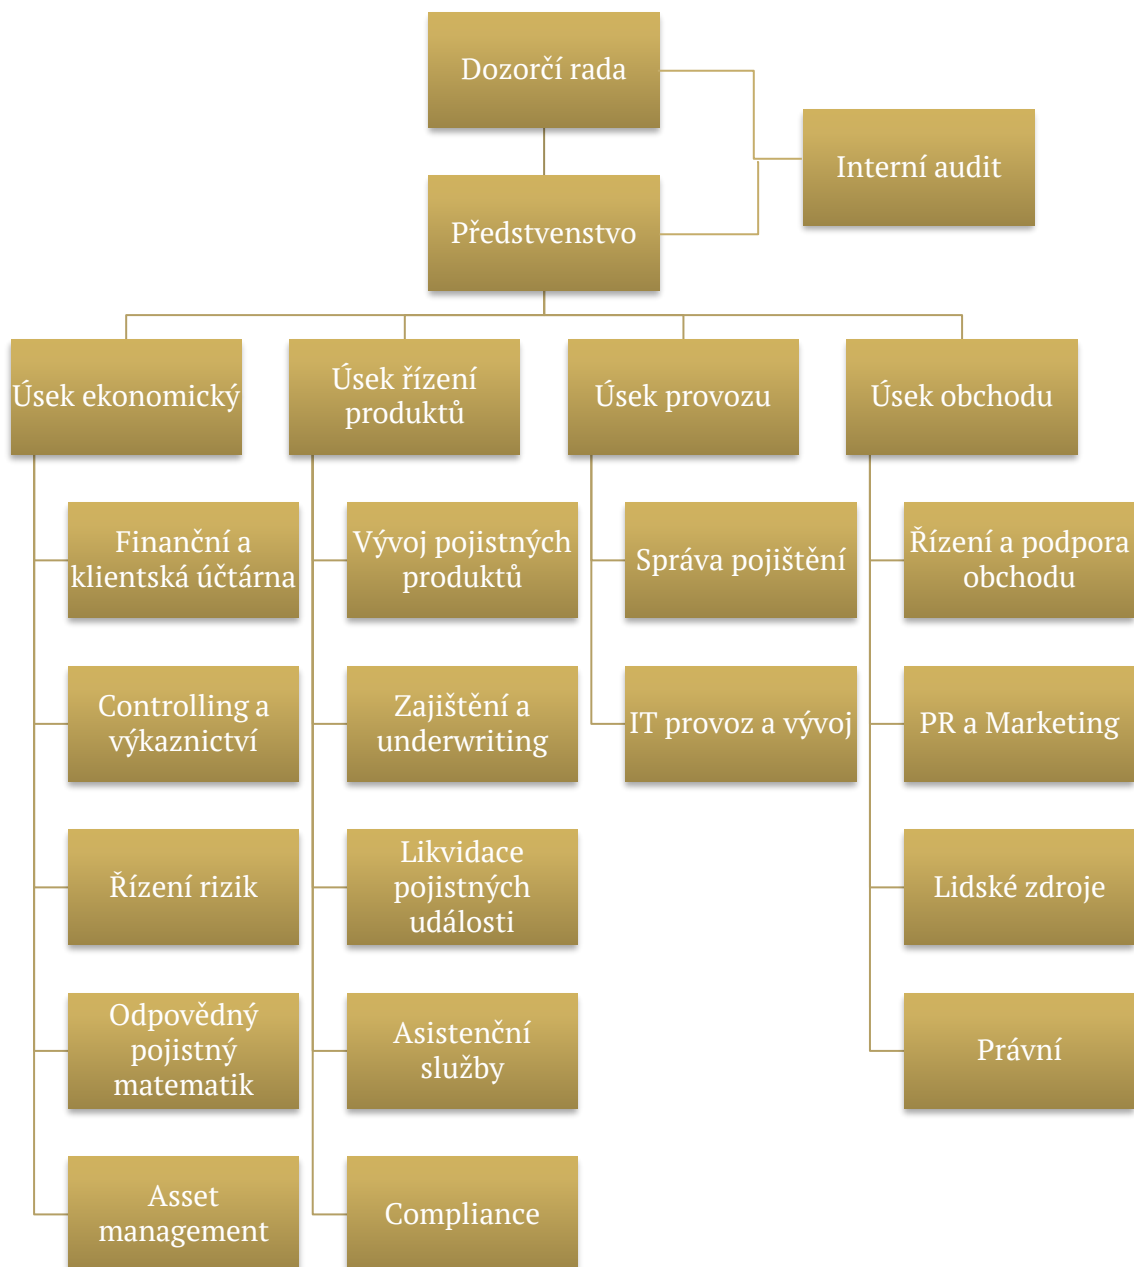 Dozorčí rada
Interní audit
Předstvenstvo
Úsek ekonomický
Úsek řízení
produktů
Úsek provozu
Úsek obchodu
Finanční a
klientská účtárna
Controlling a
výkaznictví
Řízení rizik
Odpovědný
pojistný
matematik
Asset
management
Vývoj pojistných
produktů
Zajištění a
underwriting
Likvidace
pojistných
události
Asistenční
služby
Compliance
Správa pojištění
IT provoz a vývoj
Řízení a podpora
obchodu
PR a Marketing
Lidské zdroje
Právní